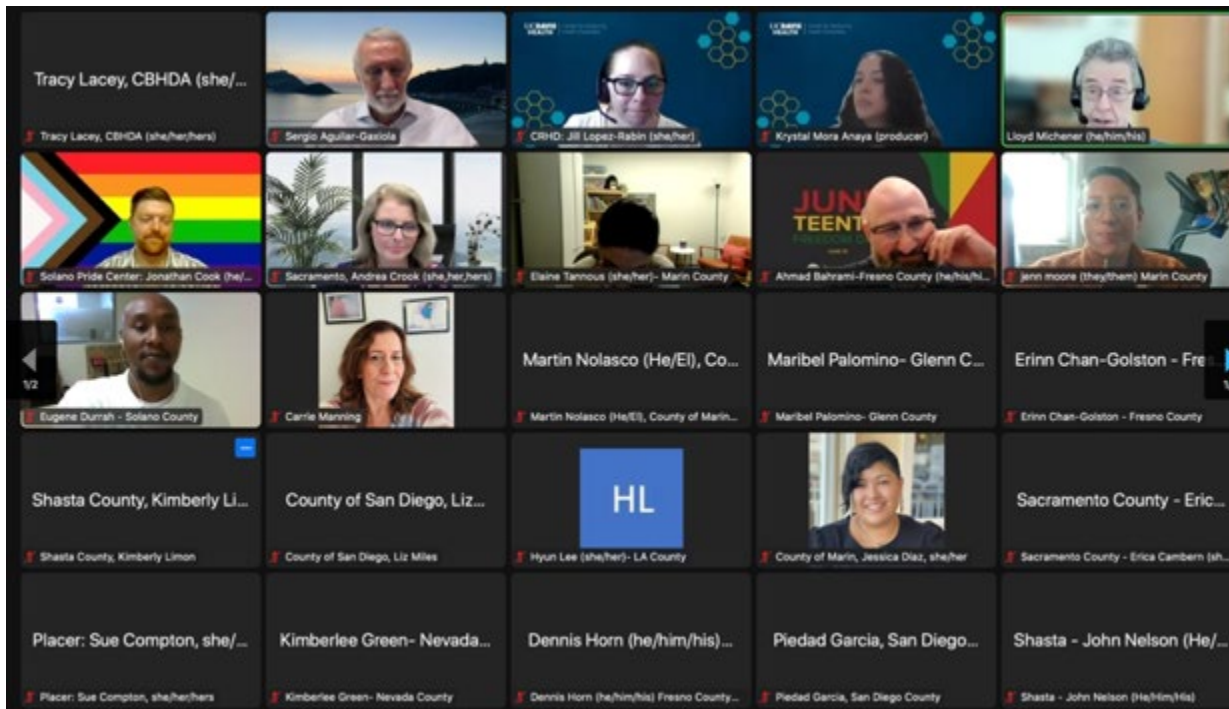 Tracy Lacey, CBHDA (she/...
Tracy Lacey, CBHDA (she/her/hers)
Sergio Aguilar-Gaxiola
UC DAVIS
HEALTH
CRHD: Jill Lopez-Rabin (she/her)
UC DAVIS
HEALTH
Krystal Mora Anaya (producer)
Lloyd Michener (he/him/his)
Solano Pride Center: Jonathan Cook (he/...
Sacramento, Andrea Crook (she,her,hers)
Elaine Tannous (she/her)- Marin County
JUN
TEENT
FREEDOM
Ahmad Bahrami-Fresno County (he/his/hi...
jenn moore (they/them) Marin County
1/2
Eugene Durrah - Solano County
Carrie Manning
Martin Nolasco (He/El), Co...
Martin Nolasco (He/El), County of Marin...
Maribel Palomino- Glenn C...
Maribel Palomino- Glenn County
Erinn Chan-Golston - Fres
Erinn Chan-Golston - Fresno County
Shasta County, Kimberly Li...
Shasta County, Kimberly Limon
County of San Diego, Liz...
County of San Diego, Liz Miles
HL
Hyun Lee (she/her)- LA County
County of Marin, Jessica Diaz, she/her
Sacramento County - Eric...
Sacramento County - Erica Cambern (sh...
Placer: Sue Compton, she/...
Placer: Sue Compton, she/her/hers
Kimberlee Green- Nevada...
Kimberlee Green- Nevada County
Dennis Horn (he/him/his)...
Dennis Horn (he/him/his) Fresno County...
Piedad Garcia, San Diego...
Piedad Garcia, San Diego County
Shasta - John Nelson (He/...
Shasta - John Nelson (He/Him/His)